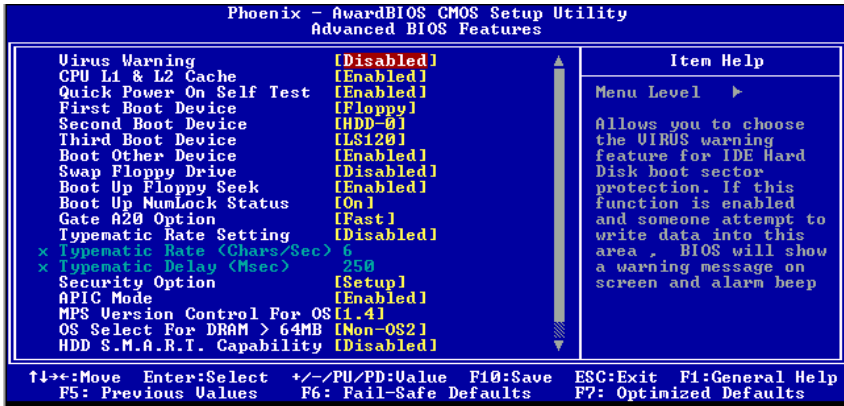 Phoenix - AwardBIOS CMOS Setup Utility
Advanced BIOS Features
Virus Warning [Disabled]
CPU L1 & L2 Cache [Enabled]
Quick Power On Self Test [Enabled]
First Boot Device [Floppy]
Second Boot Device [HDD-0]
Third Boot Device [LS120]
Boot Other Device [Enabled]
Swap Floppy Drive [Disabled]
Boot Up Floppy Seek [Enabled]
Boot Up NumLock Status [On]
Gate A20 Option [Fast]
Typematic Rate Setting [Disabled]
x Typematic Rate (Chars/Sec) 6
x Typematic Delay (Msec) 250
Security Option [Setup]
APIC Mode [Enabled]
MPS Version Control For OS[1.4]
OS Select For DRAM > 64MB [Non-OS2]
HDD S.M.A.R.T. Capability [Disabled]
Item Help
Menu Level ►
Allows you to choose
the VIRUS warning
feature for IDE Hard
Disk boot sector
protection. If this
function is enabled
and someone attempt to
write data into this
area , BIOS will show
a warning message on
screen and alarm beep
↑↓→←:Move Enter:Select +/-/PU/PD:Value F10:Save ESC:Exit F1:General Help
F5: Previous Values F6: Fail-Safe Defaults F7: Optimized Defaults